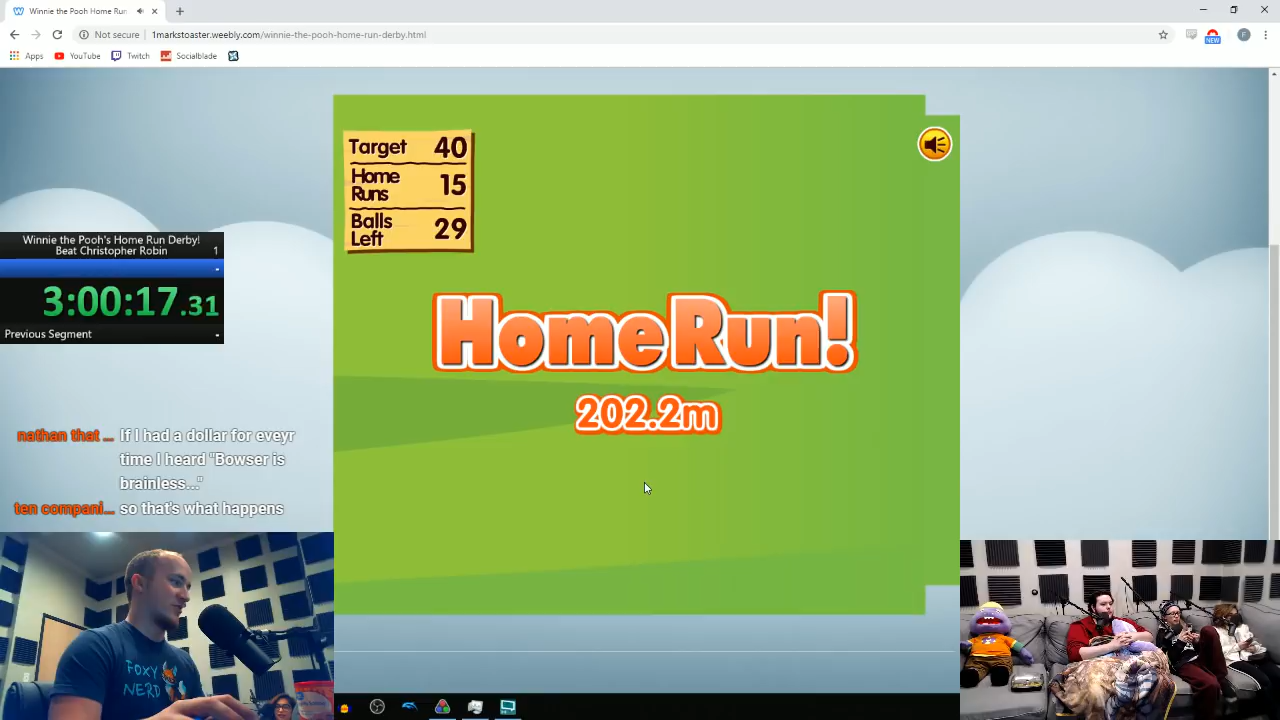 Winnie the Pooh Home Run
Not secure | 1markstoaster.weebly.com/winnie-the-pooh-home-run-derby.html
NEW
F
Apps YouTube Twitch Socialblade
Target 40
Home Runs 15
Balls Left 29
Winnie the Pooh's Home Run Derby!
Beat Christopher Robin 1
-
3:00:17.31
Previous Segment -
Home Run!
202.2m
nathan that ... If I had a dollar for eveyr
time I heard "Bowser is
brainless..."
ten compani... so that's what happens
FOXY
NERD